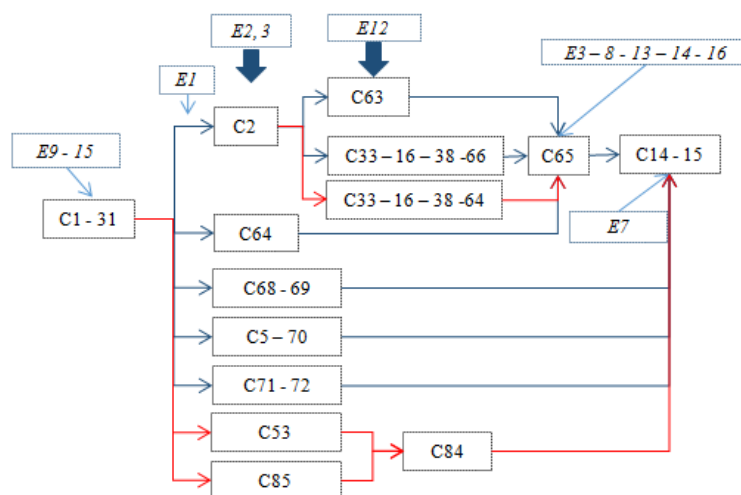 E2, 3
E12
E3 – 8 - 13 – 14 - 16
E1
C63
C2
E9 - 15
C33 – 16 – 38 -66
C65
C14 - 15
C33 – 16 – 38 -64
C1 - 31
C64
E7
C68 - 69
C5 – 70
C71 - 72
C53
C84
C85